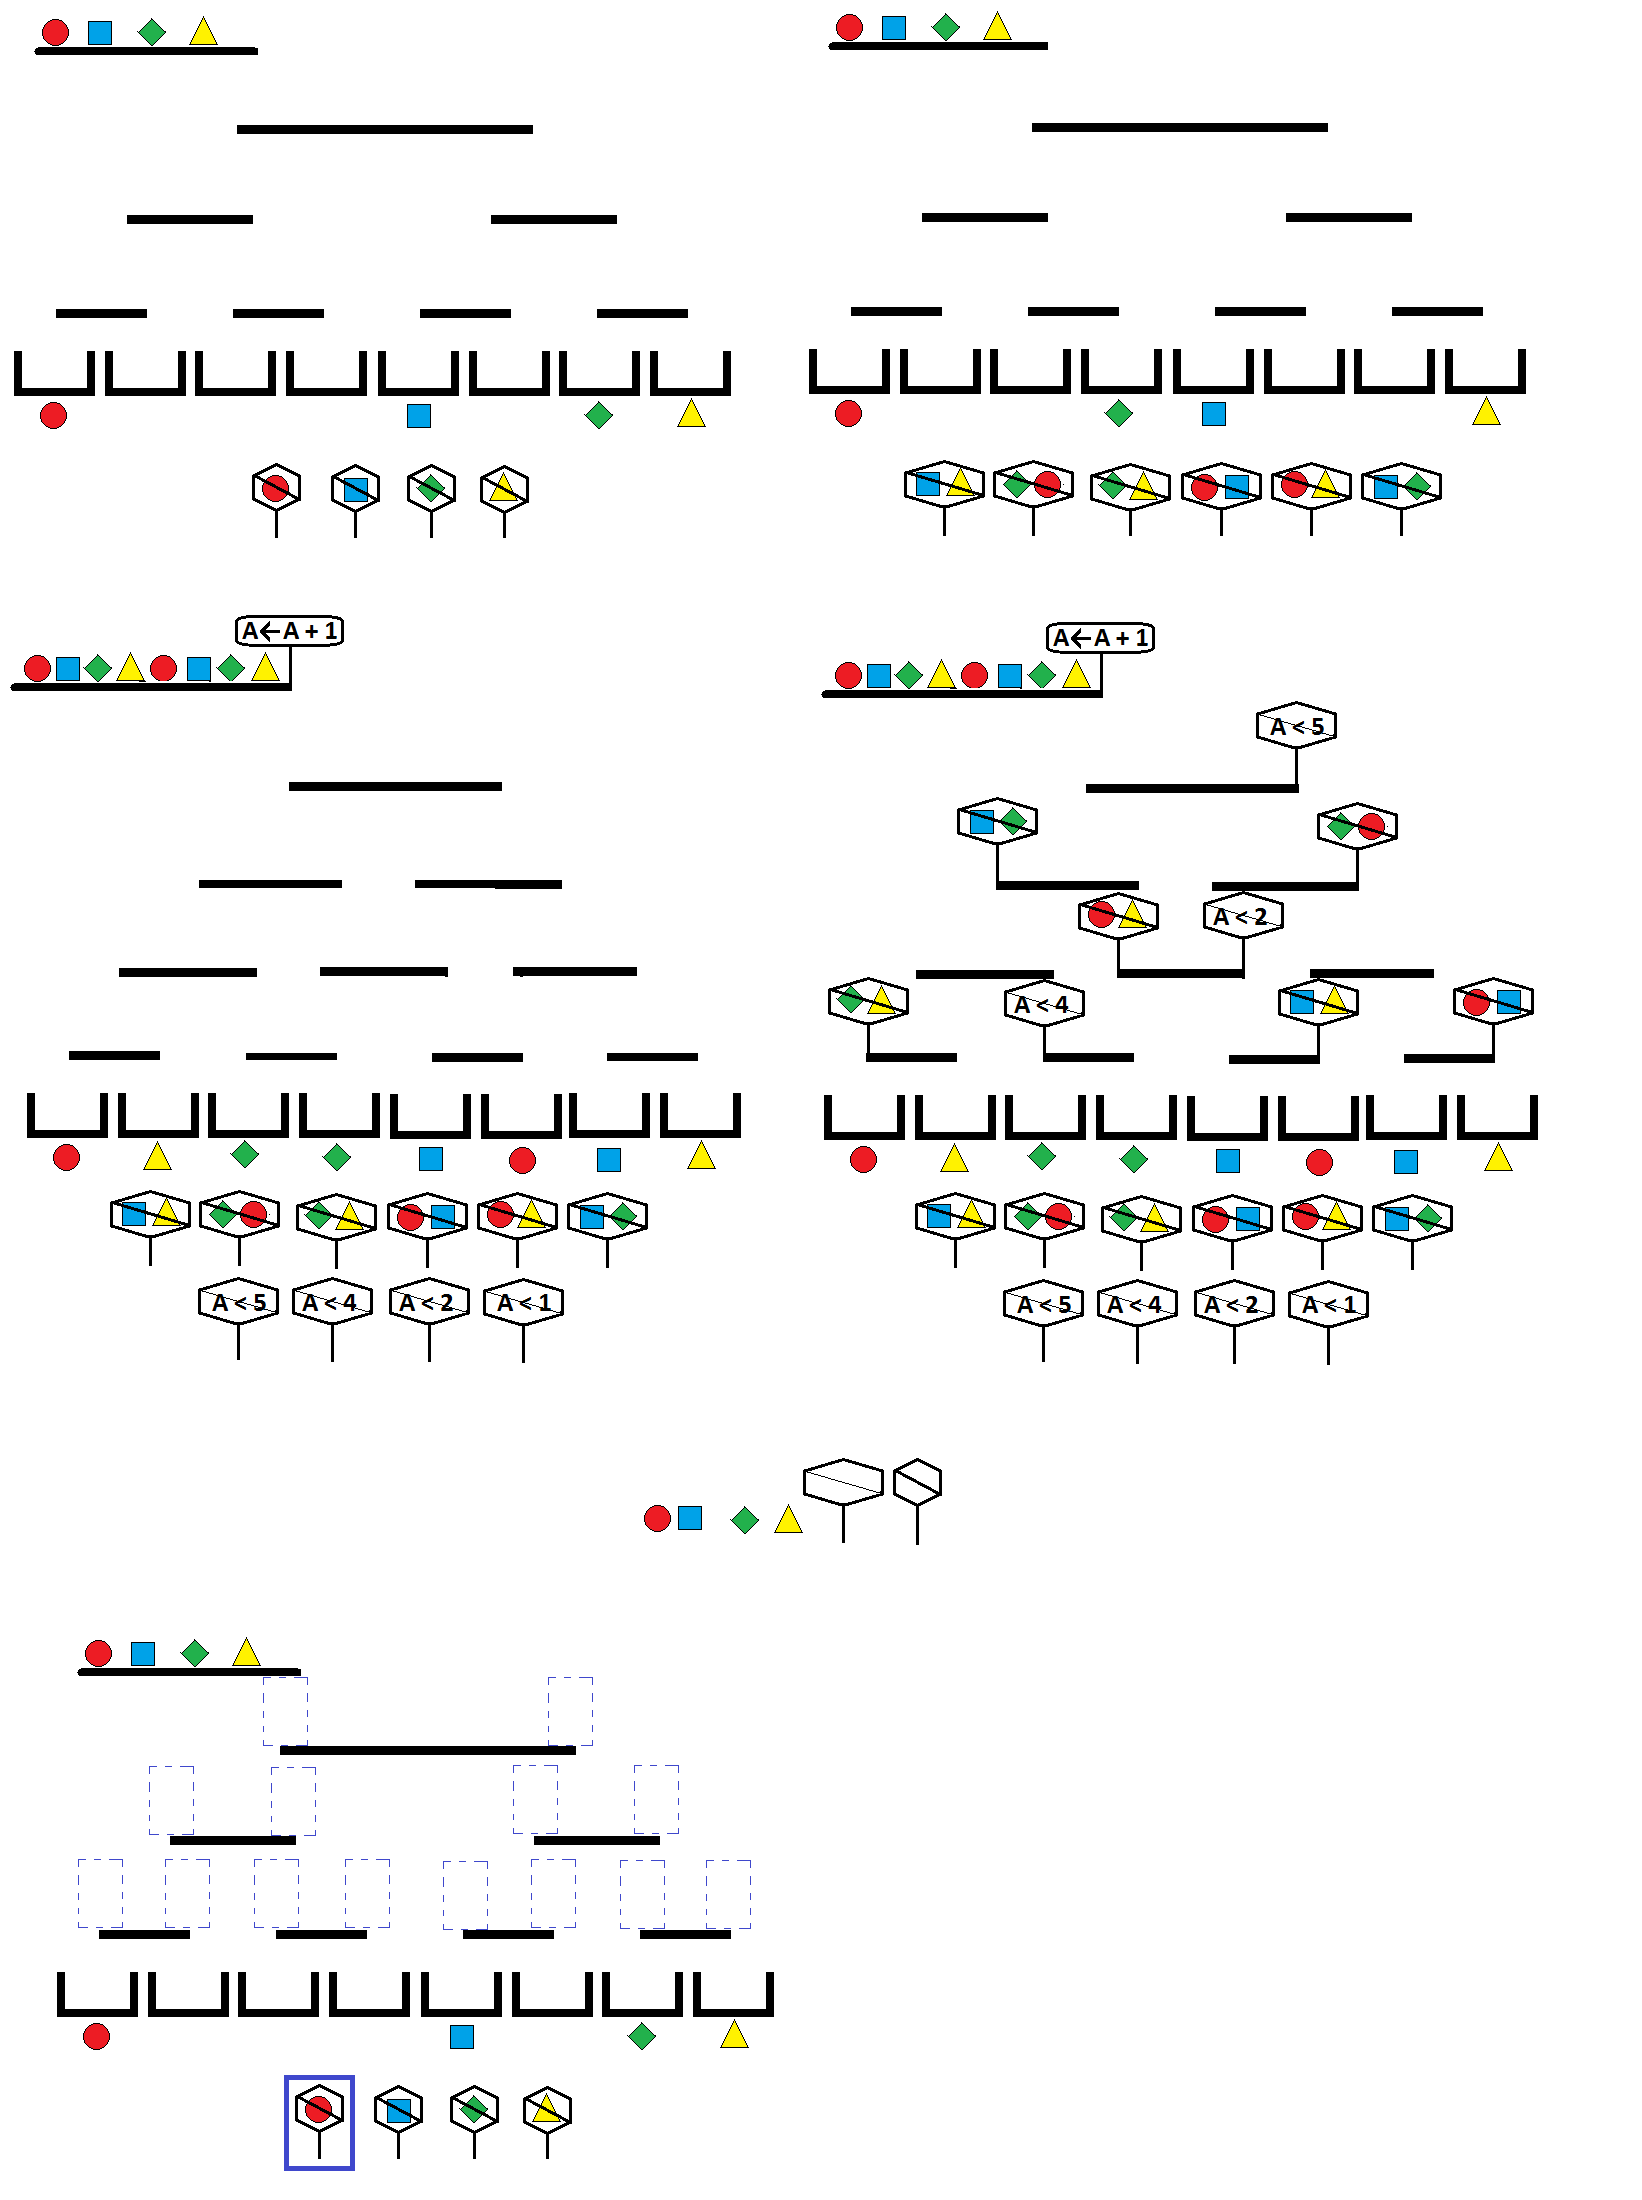 A←A + 1
A←A + 1
A < 5
A < 2
A < 4
A < 5 A < 4 A < 2 A < 1
A < 5 A < 4 A < 2 A < 1